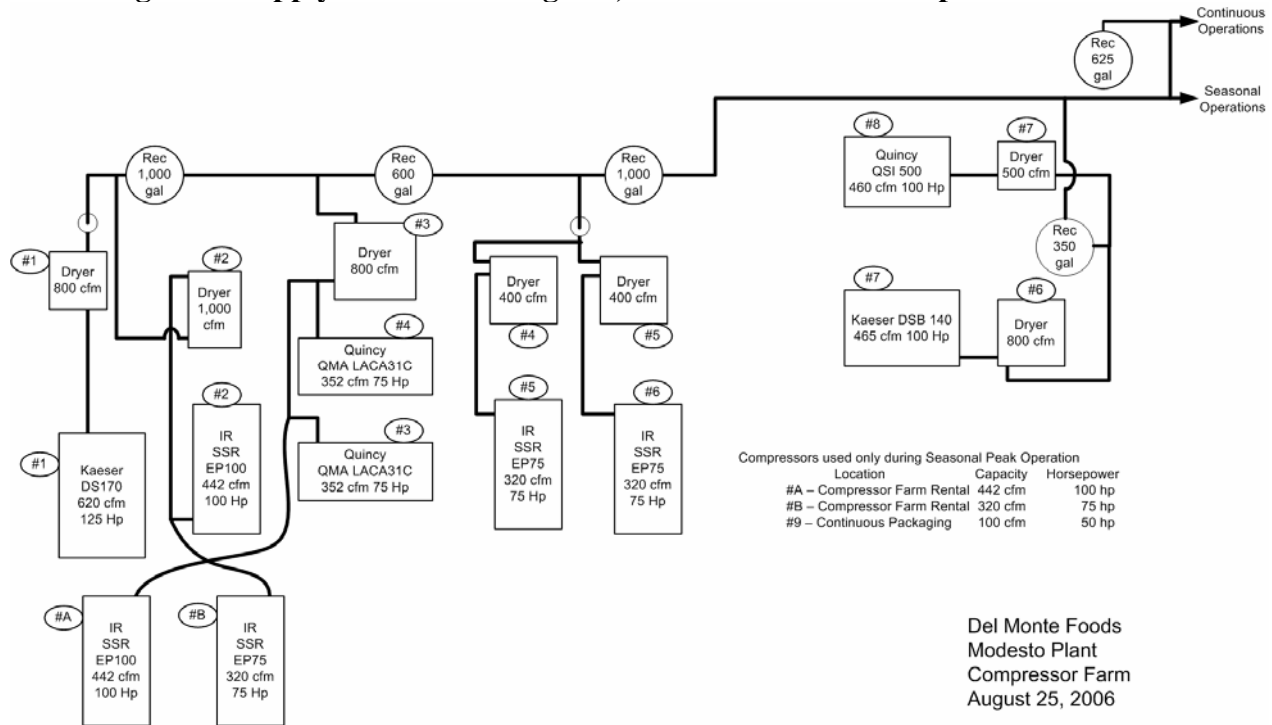 Continuous
Operations
Rec
625
gal
Seasonal
Operations
#8
Quincy
QSI 500
460 cfm 100 Hp
#7
Dryer
500 cfm
Rec
1,000
gal
Rec
600
gal
Rec
1,000
gal
#3
Dryer
800 cfm
Rec
350
gal
#1
Dryer
800 cfm
#2
Dryer
1,000
cfm
Dryer
400 cfm
#4
Dryer
400 cfm
#5
#7
Kaeser DSB 140
465 cfm 100 Hp
#6
Dryer
800 cfm
#4
Quincy
QMA LACA31C
352 cfm 75 Hp
#2
IR
SSR
EP100
442 cfm
100 Hp
#5
IR
SSR
EP75
320 cfm
75 Hp
#6
IR
SSR
EP75
320 cfm
75 Hp
#3
Quincy
QMA LACA31C
352 cfm 75 Hp
#1
Kaeser
DS170
620 cfm
125 Hp
Compressors used only during Seasonal Peak Operation
Location Capacity Horsepower
#A – Compressor Farm Rental 442 cfm 100 hp
#B – Compressor Farm Rental 320 cfm 75 hp
#9 – Continuous Packaging 100 cfm 50 hp
#A
IR
SSR
EP100
442 cfm
100 Hp
#B
IR
SSR
EP75
320 cfm
75 Hp
Del Monte Foods
Modesto Plant
Compressor Farm
August 25, 2006